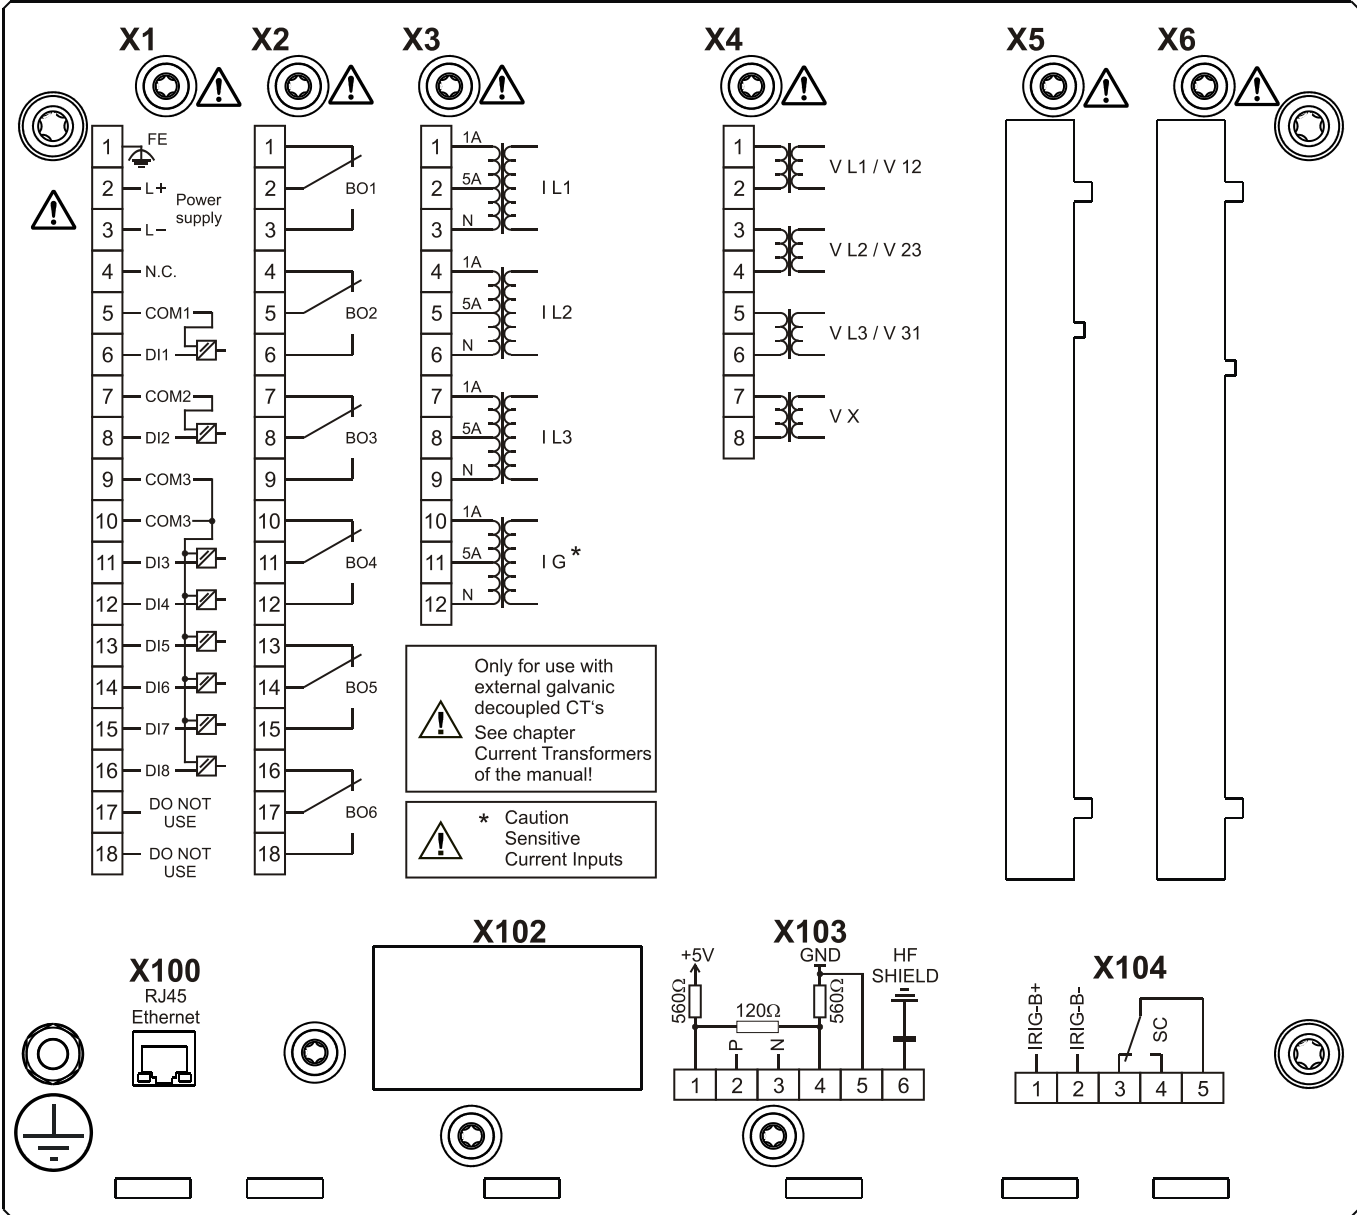 X1
X2
X3
X4
X5
X6
1
FE
2
L+
Power
supply
3
L−
4
N.C.
5
COM1
6
DI1
7
COM2
8
DI2
9
COM3
10
COM3
11
DI3
12
DI4
13
DI5
14
DI6
15
DI7
16
DI8
17
DO NOT
USE
18
DO NOT
USE
1
2
BO1
3
4
5
BO2
6
7
8
BO3
9
10
11
BO4
12
13
14
BO5
15
16
17
BO6
18
1
1A
2
5A
I L1
3
N
4
1A
5
5A
I L2
6
N
7
1A
8
5A
I L3
9
N
10
1A
11
5A
I G*
12
N
Only for use with
external galvanic
decoupled CT's
See chapter
Current Transformers
of the manual!
* Caution
Sensitive
Current Inputs
1
V L1 / V 12
2
3
V L2 / V 23
4
5
V L3 / V 31
6
7
V X
8
X100
RJ45
Ethernet
X102
X103
+5V
GND
HF
SHIELD
560Ω
120Ω
560Ω
P
N
1 2 3 4 5 6
X104
IRIG-B+
IRIG-B-
SC
1 2 3 4 5